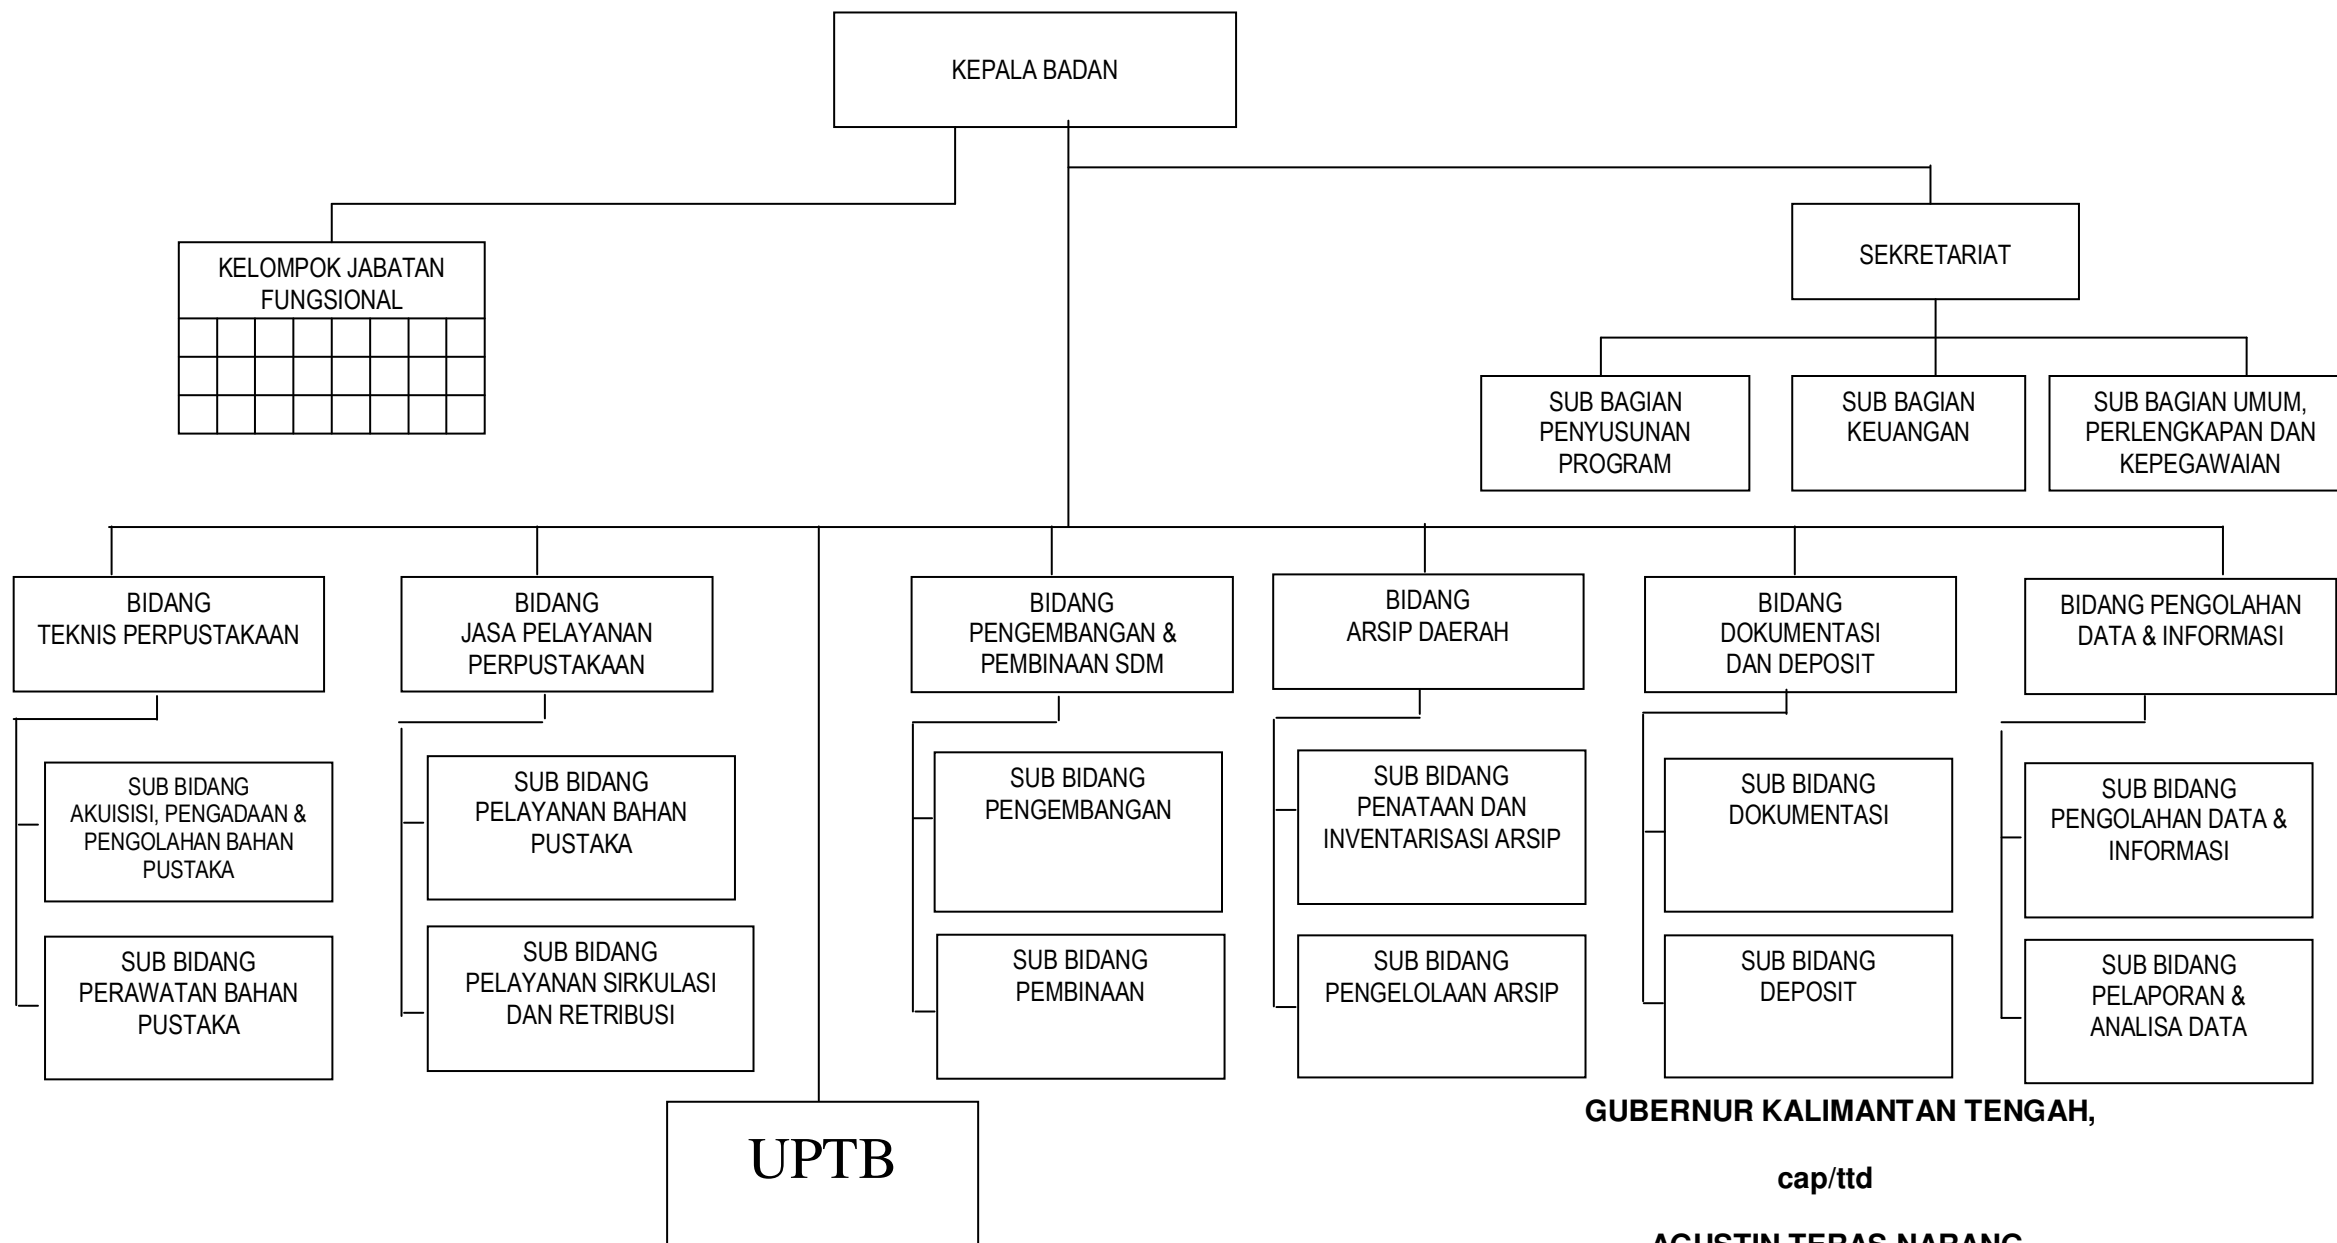 KEPALA BADAN
SEKRETARIAT
KELOMPOK JABATAN
FUNGSIONAL
SUB BAGIAN
PENYUSUNAN
PROGRAM
SUB BAGIAN
KEUANGAN
SUB BAGIAN UMUM,
PERLENGKAPAN DAN
KEPEGAWAIAN
BIDANG
TEKNIS PERPUSTAKAAN
BIDANG
JASA PELAYANAN
PERPUSTAKAAN
BIDANG
PENGEMBANGAN &
PEMBINAAN SDM
BIDANG
ARSIP DAERAH
BIDANG
DOKUMENTASI
DAN DEPOSIT
BIDANG PENGOLAHAN
DATA & INFORMASI
SUB BIDANG
AKUISISI, PENGADAAN &
PENGOLAHAN BAHAN
PUSTAKA
SUB BIDANG
PELAYANAN BAHAN
PUSTAKA
SUB BIDANG
PENGEMBANGAN
SUB BIDANG
PENATAAN DAN
INVENTARISASI ARSIP
SUB BIDANG
DOKUMENTASI
SUB BIDANG
PENGOLAHAN DATA &
INFORMASI
SUB BIDANG
PERAWATAN BAHAN
PUSTAKA
SUB BIDANG
PELAYANAN SIRKULASI
DAN RETRIBUSI
SUB BIDANG
PEMBINAAN
SUB BIDANG
PENGELOLAAN ARSIP
SUB BIDANG
DEPOSIT
SUB BIDANG
PELAPORAN &
ANALISA DATA
UPTB
GUBERNUR KALIMANTAN TENGAH,
cap/ttd
AGUSTIN TERAS NARANG